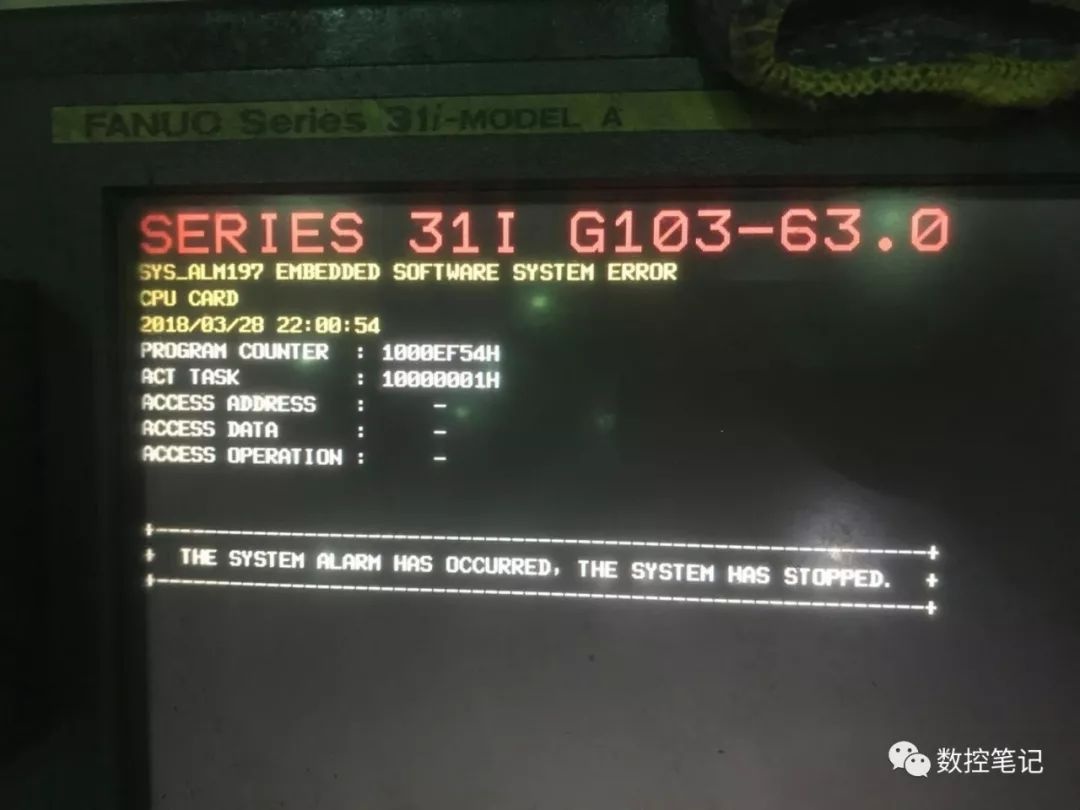 FANUC Series 31i-MODEL A
SERIES 31I G103-63.0
SYS_ALM197 EMBEDDED SOFTWARE SYSTEM ERROR
CPU CARD
2018/03/28 22:00:54
PROGRAM COUNTER : 1000EF54H
ACT TASK : 10000001H
ACCESS ADDRESS : -
ACCESS DATA : -
ACCESS OPERATION : -
THE SYSTEM ALARM HAS OCCURRED, THE SYSTEM HAS STOPPED.
数控笔记